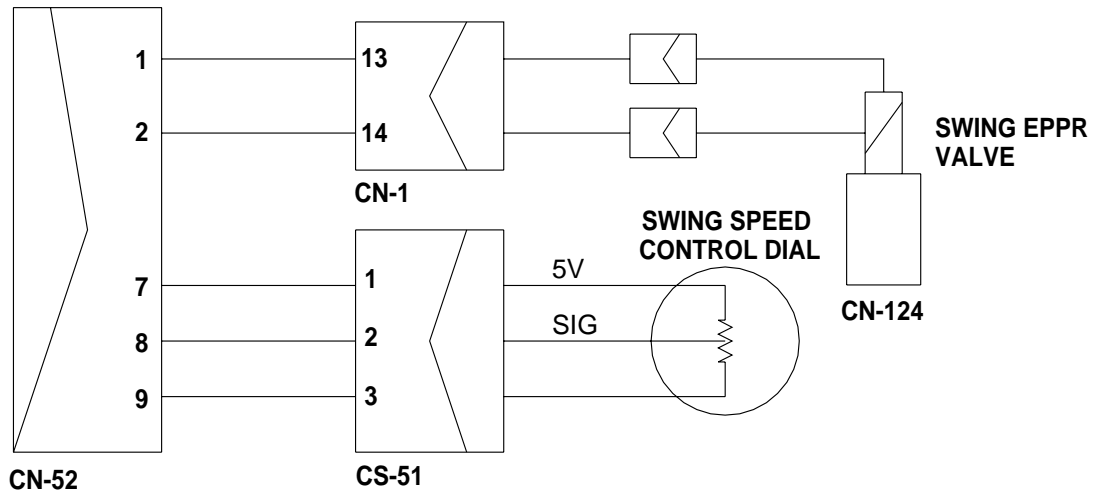 1
13
2
14
SWING EPPR
VALVE
CN-1
SWING SPEED
CONTROL DIAL
7
1
5V
CN-124
8
2
SIG
9
3
CN-52
CS-51